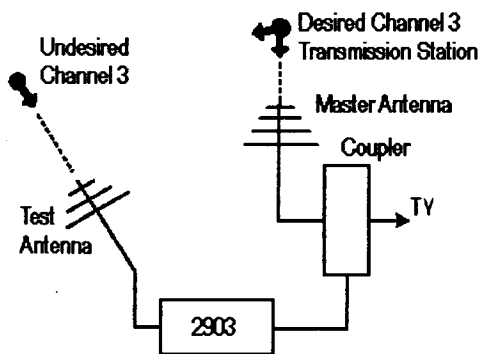 Undesired
Channel 3
Desired Channel 3
Transmission Station
Master Antenna
Coupler
TV
Test
Antenna
2903